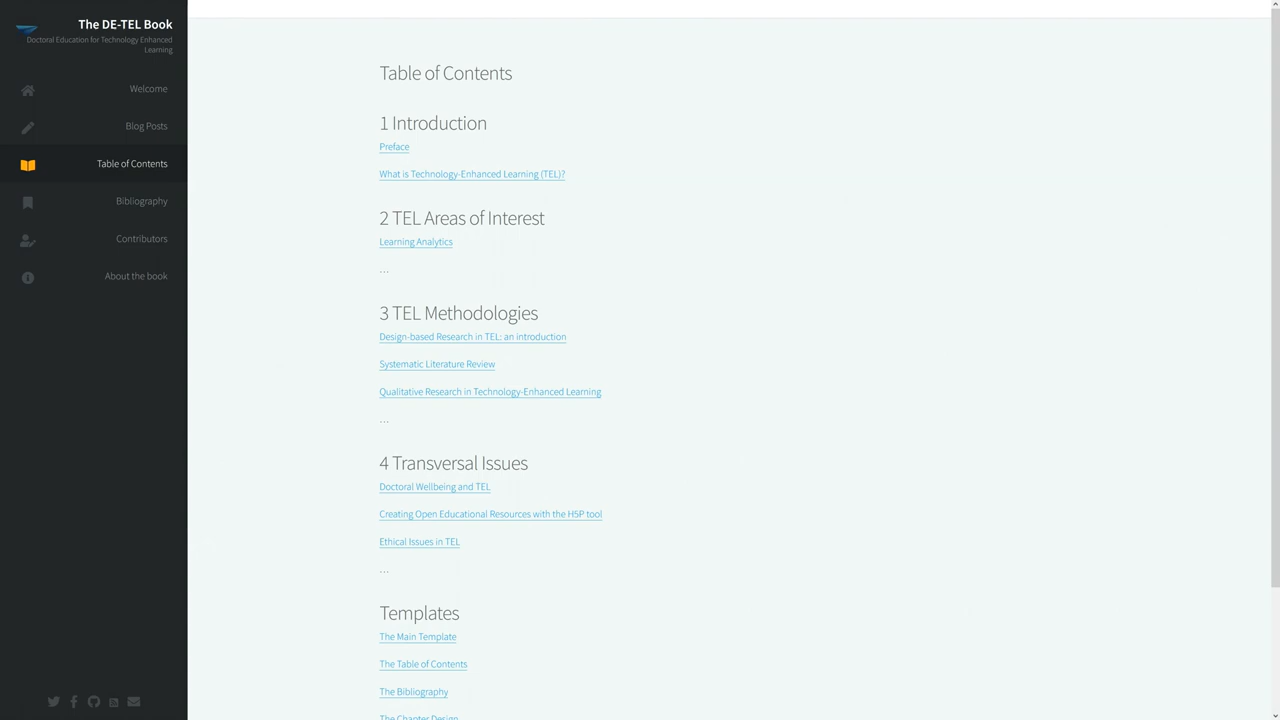 The DE-TEL Book
Doctoral Education for Technology Enhanced
Learning
Welcome
Blog Posts
Table of Contents
Bibliography
Contributors
About the book
Table of Contents
1 Introduction
Preface
What is Technology-Enhanced Learning (TEL)?
2 TEL Areas of Interest
Learning Analytics
...
3 TEL Methodologies
Design-based Research in TEL: an introduction
Systematic Literature Review
Qualitative Research in Technology-Enhanced Learning
...
4 Transversal Issues
Doctoral Wellbeing and TEL
Creating Open Educational Resources with the H5P tool
Ethical Issues in TEL
...
Templates
The Main Template
The Table of Contents
The Bibliography
The Chapter Design